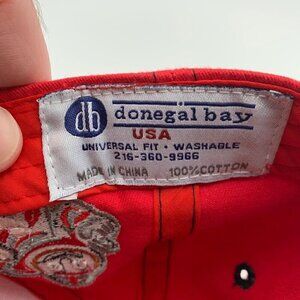 db donegal bay
USA
UNIVERSAL FIT • WASHABLE
216-360-9966
MADE IN CHINA 100% COTTON